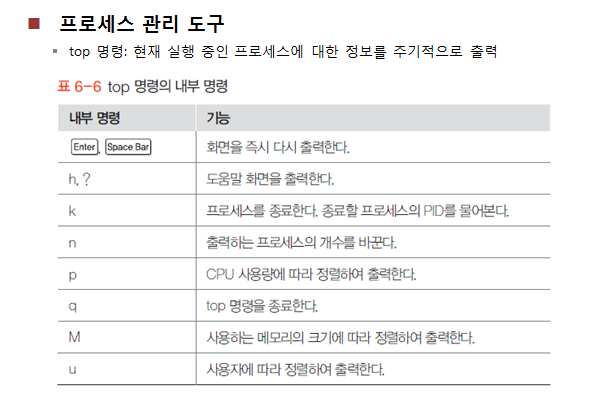 프로세스 관리 도구
top 명령: 현재 실행 중인 프로세스에 대한 정보를 주기적으로 출력
표 6-6 top 명령의 내부 명령
내부 명령 기능
Enter, Space Bar 화면을 즉시 다시 출력한다.
h, ? 도움말 화면을 출력한다.
k 프로세스를 종료한다. 종료할 프로세스의 PID를 물어본다.
n 출력하는 프로세스의 개수를 바꾼다.
p CPU 사용량에 따라 정렬하여 출력한다.
q top 명령을 종료한다.
M 사용하는 메모리의 크기에 따라 정렬하여 출력한다.
u 사용자에 따라 정렬하여 출력한다.